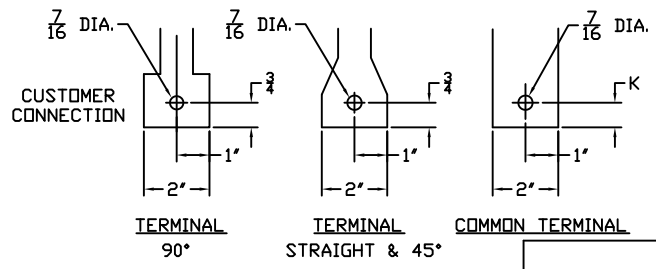 7/16 DIA.
7/16 DIA.
7/16 DIA.
CUSTOMER
CONNECTION
3/4
3/4
K
1"
1"
1"
2"
2"
2"
TERMINAL
90°
TERMINAL
STRAIGHT & 45°
COMMON TERMINAL